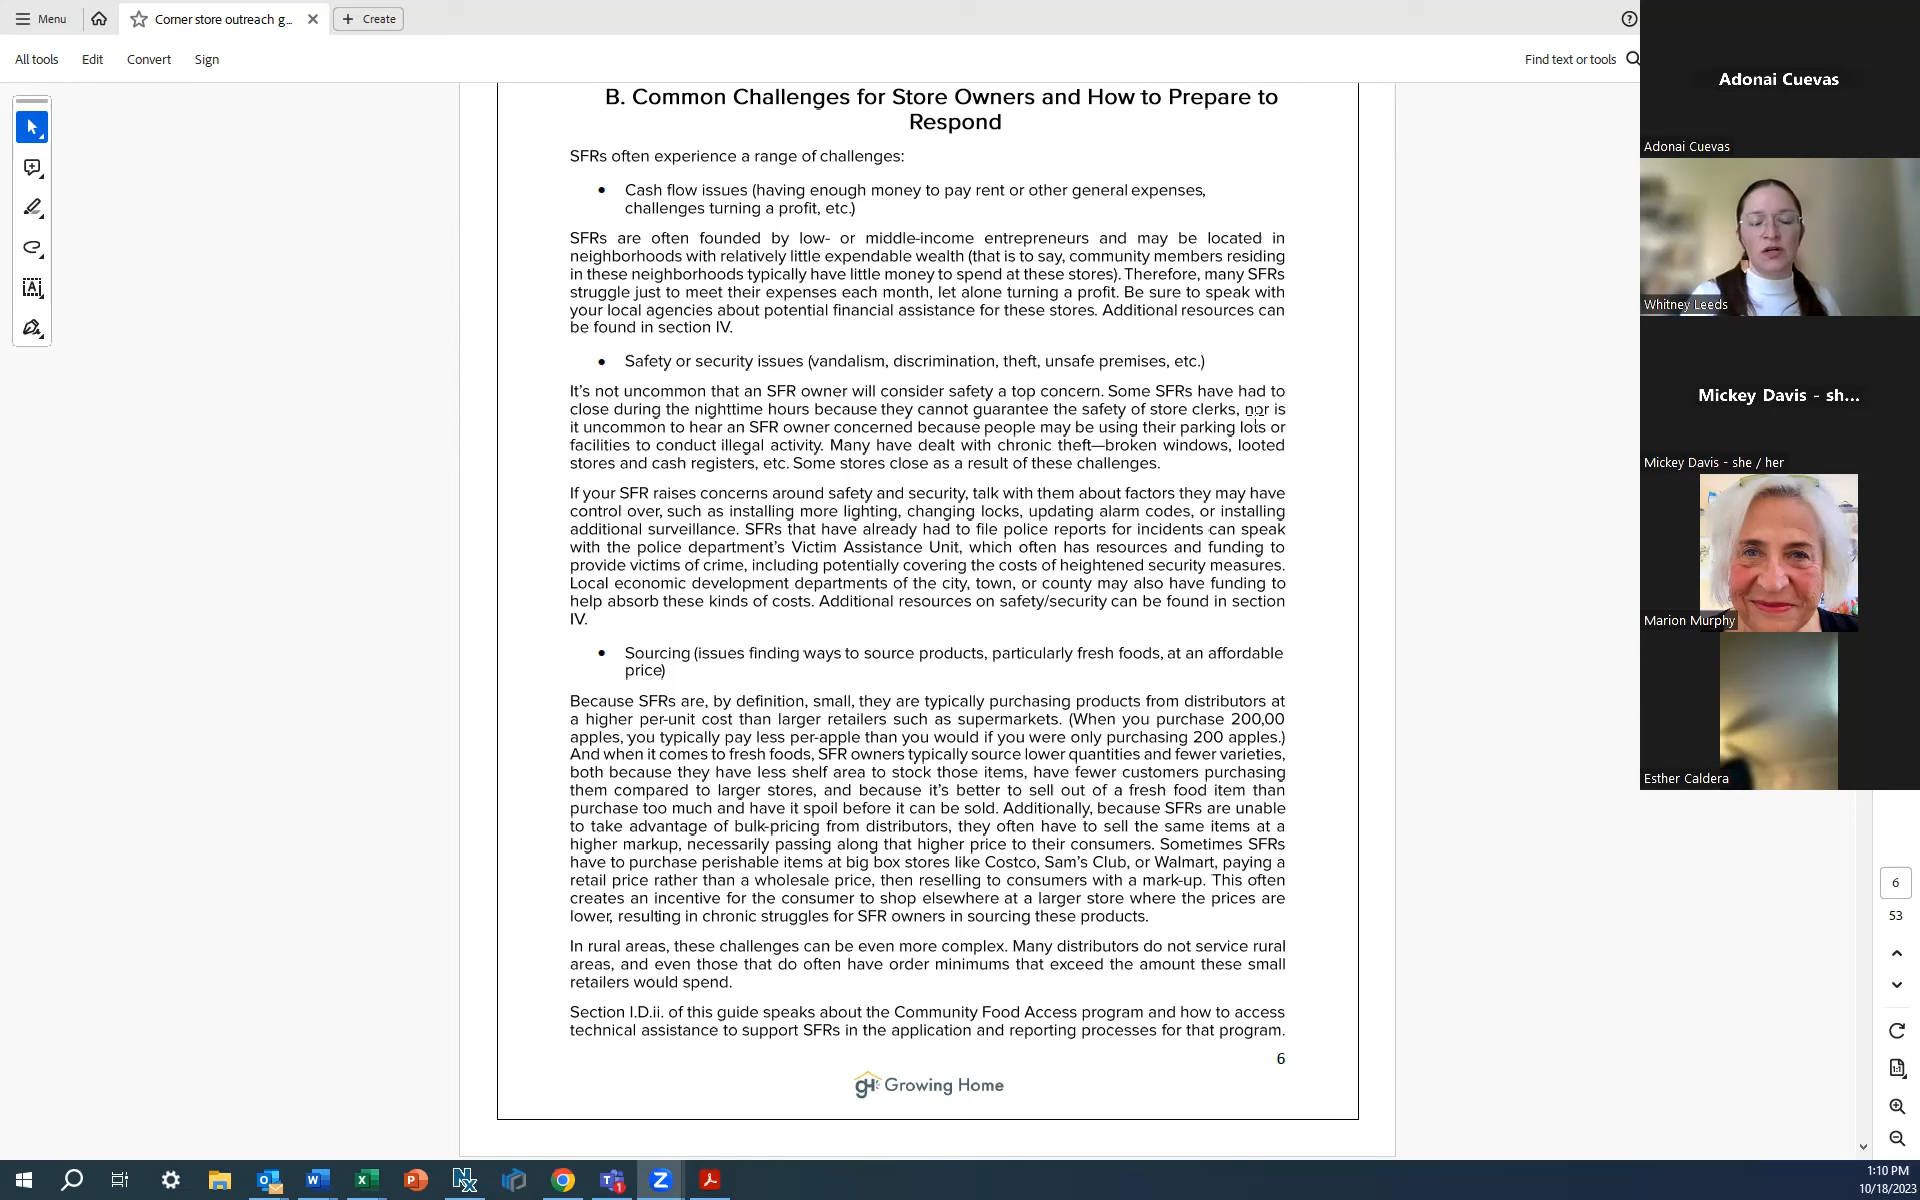 Menu
Corner store outreach g...
Create
All tools
Edit
Convert
Sign
Find text or tools
B. Common Challenges for Store Owners and How to Prepare to
Respond
SFRs often experience a range of challenges:
• Cash flow issues (having enough money to pay rent or other general expenses,
challenges turning a profit, etc.)
SFRs are often founded by low- or middle-income entrepreneurs and may be located in
neighborhoods with relatively little expendable wealth (that is to say, community members residing
in these neighborhoods typically have little money to spend at these stores). Therefore, many SFRs
struggle just to meet their expenses each month, let alone turning a profit. Be sure to speak with
your local agencies about potential financial assistance for these stores. Additional resources can
be found in section IV.
• Safety or security issues (vandalism, discrimination, theft, unsafe premises, etc.)
It's not uncommon that an SFR owner will consider safety a top concern. Some SFRs have had to
close during the nighttime hours because they cannot guarantee the safety of store clerks, nor is
it uncommon to hear an SFR owner concerned because people may be using their parking lots or
facilities to conduct illegal activity. Many have dealt with chronic theft—broken windows, looted
stores and cash registers, etc. Some stores close as a result of these challenges.
If your SFR raises concerns around safety and security, talk with them about factors they may have
control over, such as installing more lighting, changing locks, updating alarm codes, or installing
additional surveillance. SFRs that have already had to file police reports for incidents can speak
with the police department's Victim Assistance Unit, which often has resources and funding to
provide victims of crime, including potentially covering the costs of heightened security measures.
Local economic development departments of the city, town, or county may also have funding to
help absorb these kinds of costs. Additional resources on safety/security can be found in section
IV.
• Sourcing (issues finding ways to source products, particularly fresh foods, at an affordable
price)
Because SFRs are, by definition, small, they are typically purchasing products from distributors at
a higher per-unit cost than larger retailers such as supermarkets. (When you purchase 200,00
apples, you typically pay less per-apple than you would if you were only purchasing 200 apples.)
And when it comes to fresh foods, SFR owners typically source lower quantities and fewer varieties,
both because they have less shelf area to stock those items, have fewer customers purchasing
them compared to larger stores, and because it's better to sell out of a fresh food item than
purchase too much and have it spoil before it can be sold. Additionally, because SFRs are unable
to take advantage of bulk-pricing from distributors, they often have to sell the same items at a
higher markup, necessarily passing along that higher price to their consumers. Sometimes SFRs
have to purchase perishable items at big box stores like Costco, Sam's Club, or Walmart, paying a
retail price rather than a wholesale price, then reselling to consumers with a mark-up. This often
creates an incentive for the consumer to shop elsewhere at a larger store where the prices are
lower, resulting in chronic struggles for SFR owners in sourcing these products.
In rural areas, these challenges can be even more complex. Many distributors do not service rural
areas, and even those that do often have order minimums that exceed the amount these small
retailers would spend.
Section I.D.ii. of this guide speaks about the Community Food Access program and how to access
technical assistance to support SFRs in the application and reporting processes for that program.
6
gH Growing Home
Adonai Cuevas
Adonai Cuevas
Whitney Leeds
Mickey Davis - sh...
Mickey Davis - she / her
Marion Murphy
Esther Caldera
6
53
1:10 PM
10/18/2023